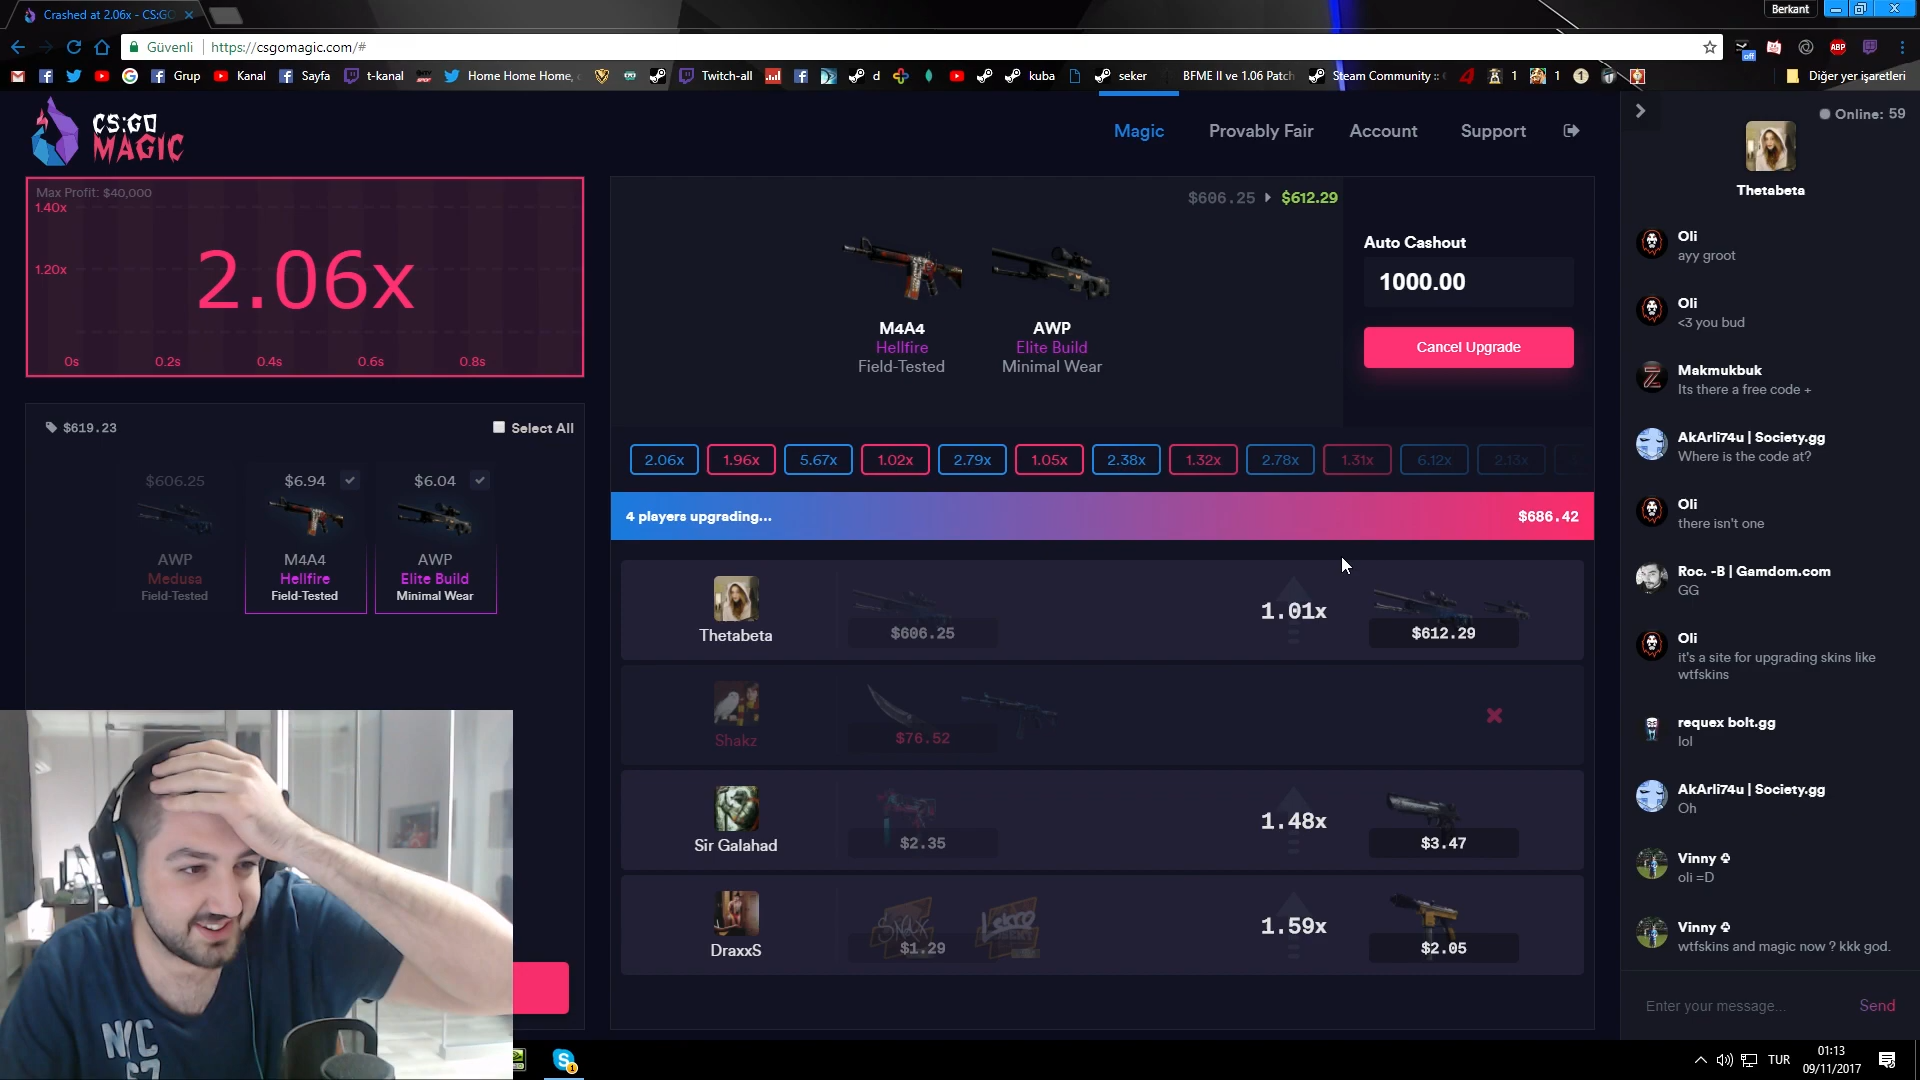 Crashed at 2.06x - CS:GO
Berkant
Güvenli
https://csgomagic.com/#
off
ABP
Grup
Kanal
Sayfa
t-kanal
Home Home Home,
Twitch-all
d
kuba
seker
BFME II ve 1.06 Patch
Steam Community ::
1
1
Diğer yer işaretleri
CS:GO
MAGIC
Magic
Provably Fair
Account
Support
Online: 59
Thetabeta
Max Profit: $40,000
1.40x
1.20x
2.06x
0s
0.2s
0.4s
0.6s
0.8s
$606.25
$612.29
M4A4
Hellfire
Field-Tested
AWP
Elite Build
Minimal Wear
Auto Cashout
1000.00
Cancel Upgrade
$619.23
Select All
$606.25
AWP
Medusa
Field-Tested
$6.94
M4A4
Hellfire
Field-Tested
$6.04
AWP
Elite Build
Minimal Wear
2.06x
1.96x
5.67x
1.02x
2.79x
1.05x
2.38x
1.32x
2.78x
1.31x
6.12x
2.13x
4 players upgrading...
$686.42
Thetabeta
$606.25
1.01x
$612.29
Shakz
$76.52
Sir Galahad
$2.35
1.48x
$3.47
DraxxS
$1.29
1.59x
$2.05
Oli
ayy groot
Oli
<3 you bud
Makmukbuk
Its there a free code +
AkArli74u | Society.gg
Where is the code at?
Oli
there isn't one
Roc. -B | Gamdom.com
GG
Oli
it's a site for upgrading skins like
wtfskins
requex bolt.gg
lol
AkArli74u | Society.gg
Oh
Vinny
oli =D
Vinny
wtfskins and magic now ? kkk god.
Enter your message...
Send
NYC
TUR
01:13
09/11/2017